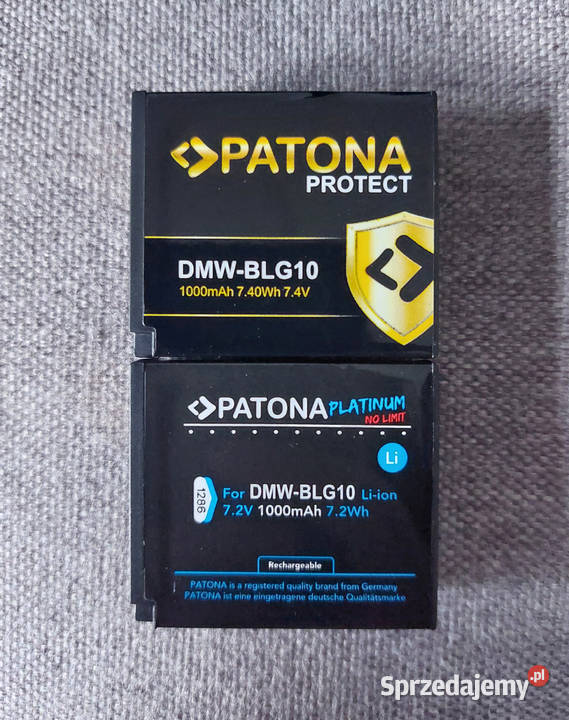 PATONA
PROTECT
DMW-BLG10
1000mAh 7.40Wh 7.4V
PATONA PLATINUM
NO LIMIT
Li
1286
For DMW-BLG10 Li-ion
7.2V 1000mAh 7.2Wh
Rechargeable
PATONA is a registered quality brand from Germany
PATONA ist eine eingetragene deutsche Qualitätsmarke
Sprzedajemy.pl